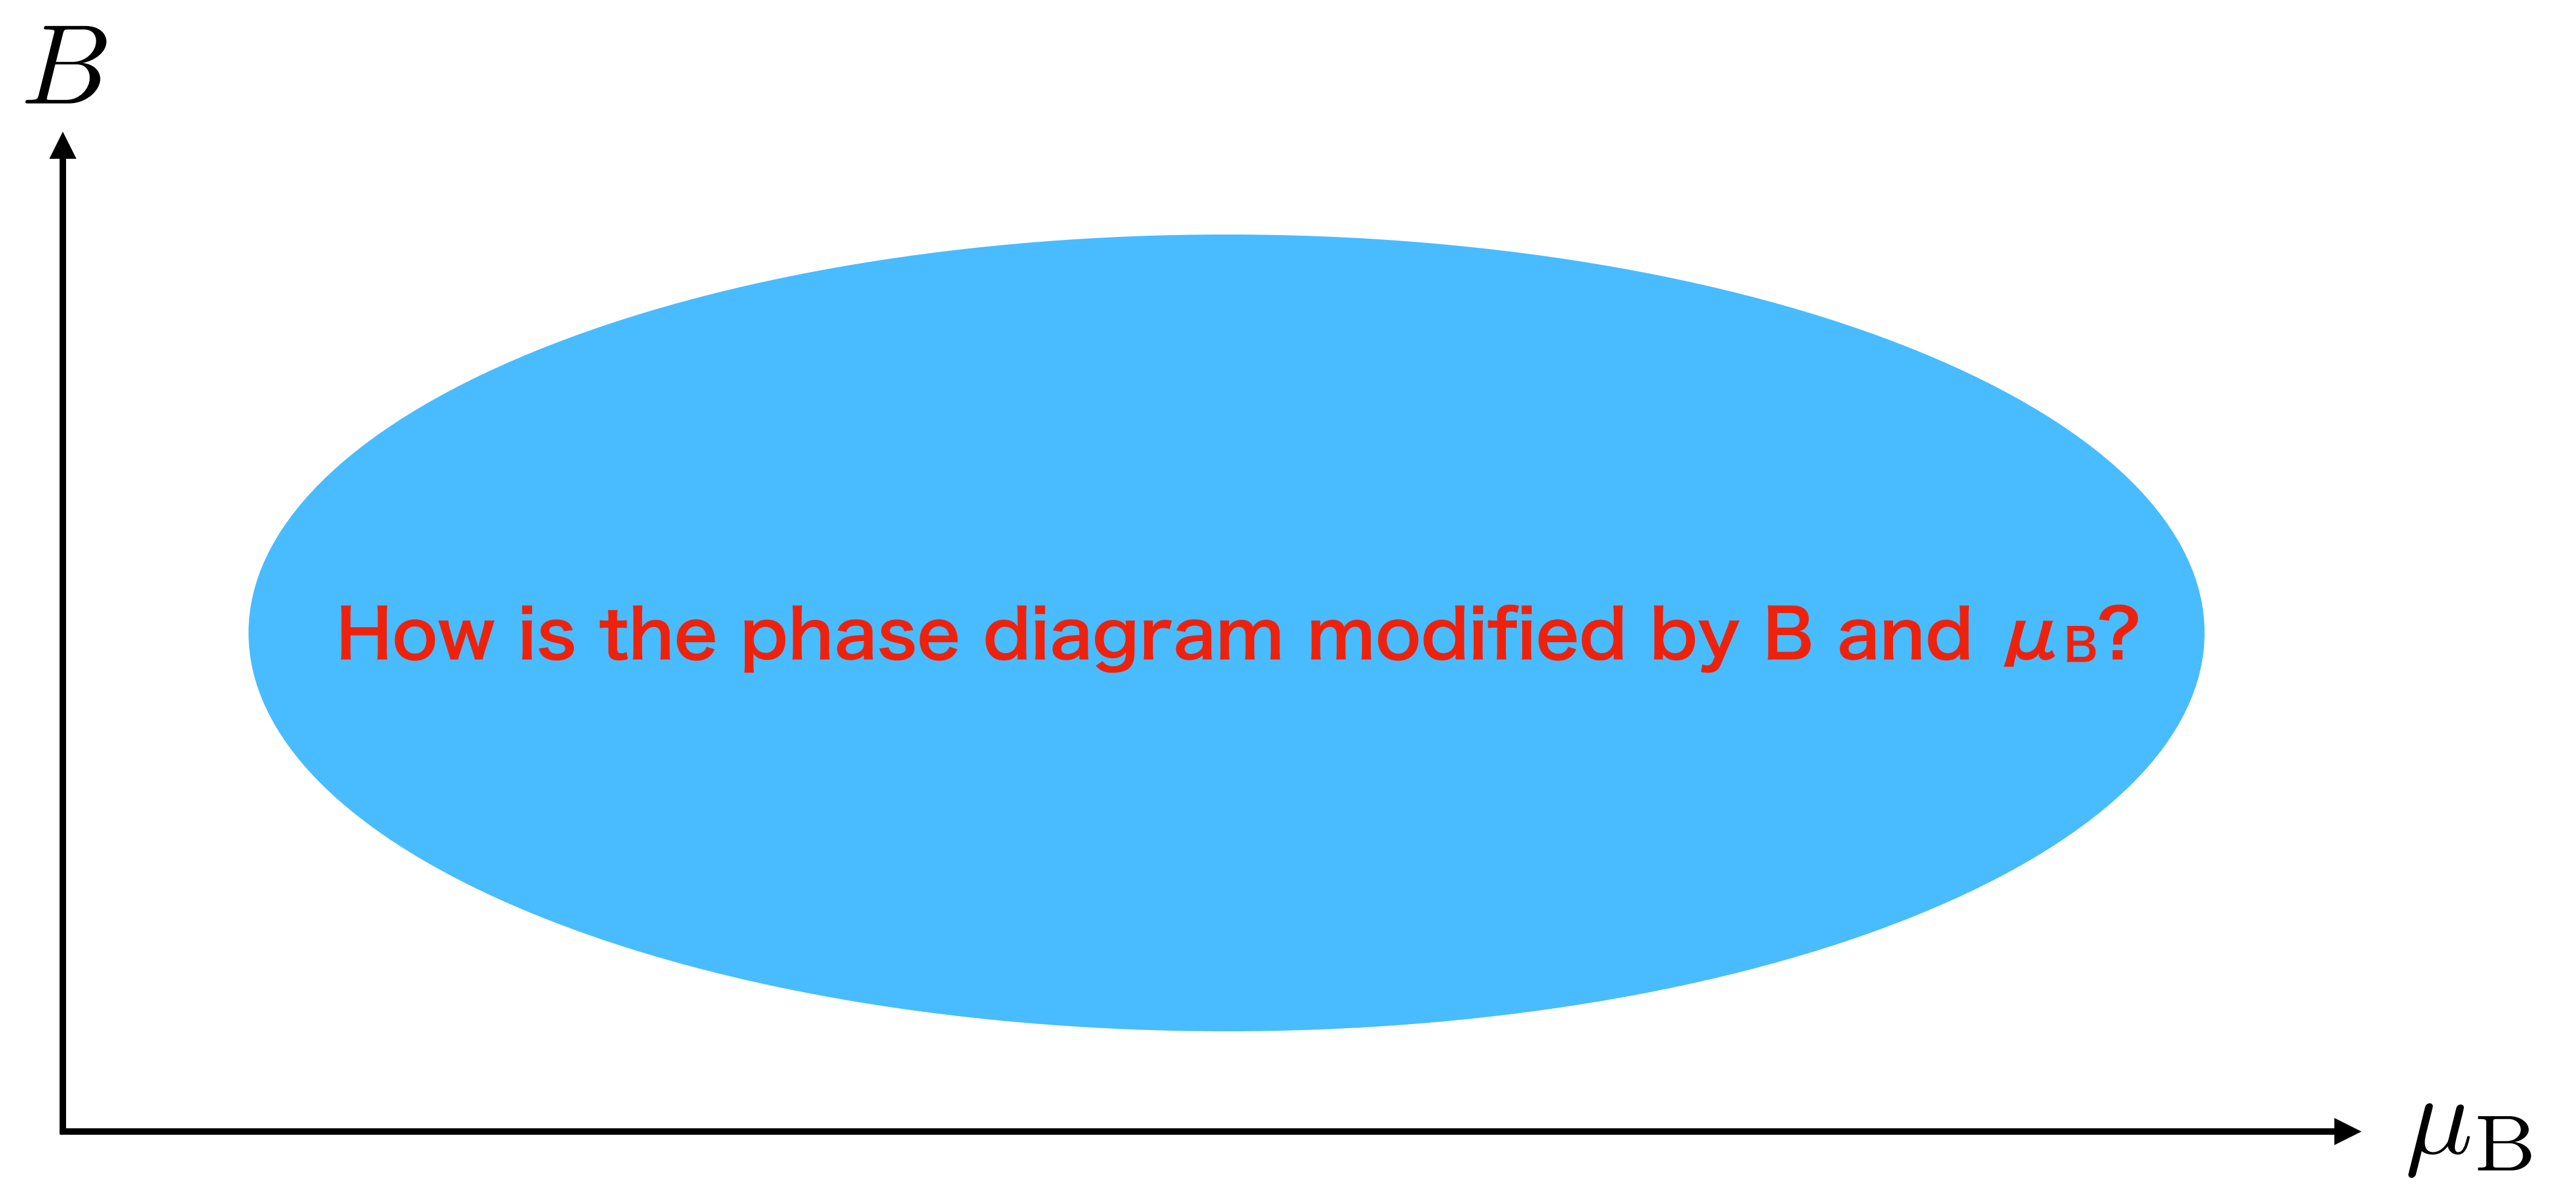 B
How is the phase diagram modified by B and μB?
μB